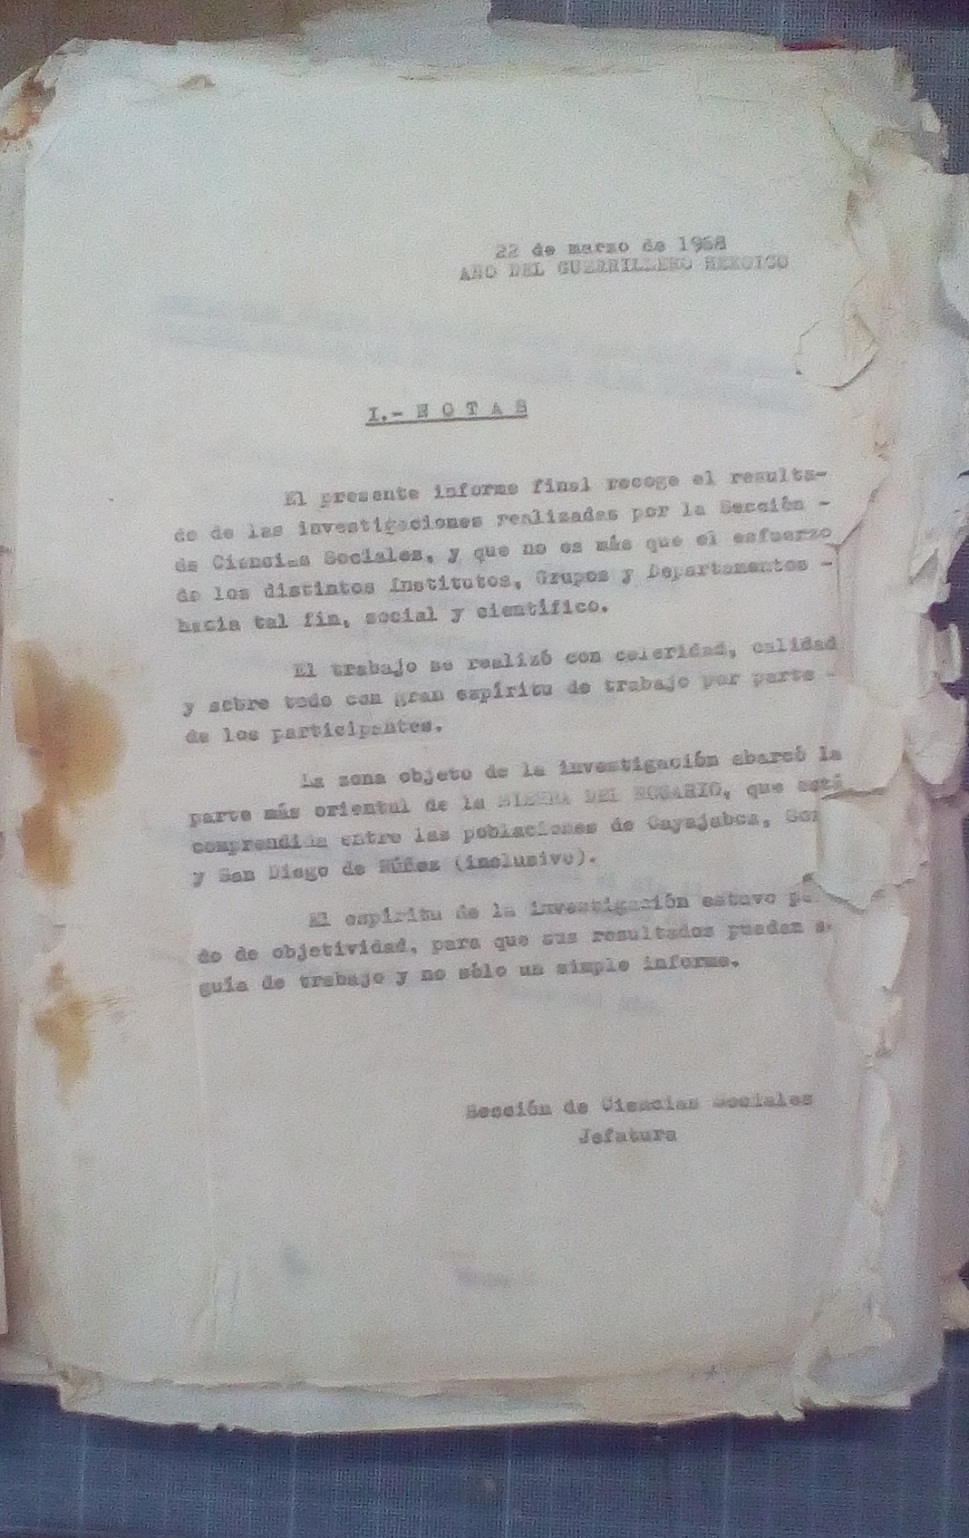 22 de marzo de 1968
AÑO DEL GUERRILLERO HEROICO
I.- N O T A S
El presente informe final recoge el resulta-
do de las investigaciones realizadas por la Sección -
de Ciencias Sociales, y que no es más que el esfuerzo
de los distintos Institutos, Grupos y Departamentos -
hacia tal fin, social y científico.
El trabajo se realizó con celeridad, calidad
y sobre todo con gran espíritu de trabajo por parte -
de los participantes.
La zona objeto de la investigación abarcó la
parte más oriental de la SIERRA DEL ROSARIO, que está
comprendida entre las poblaciones de Cayajabos,
y San Diego de Núñez (inclusive).
El espíritu de la investigación estuvo
do de objetividad, para que sus resultados puedan
guía de trabajo y no sólo un simple informe.
Sección de Ciencias Sociales
Jefatura